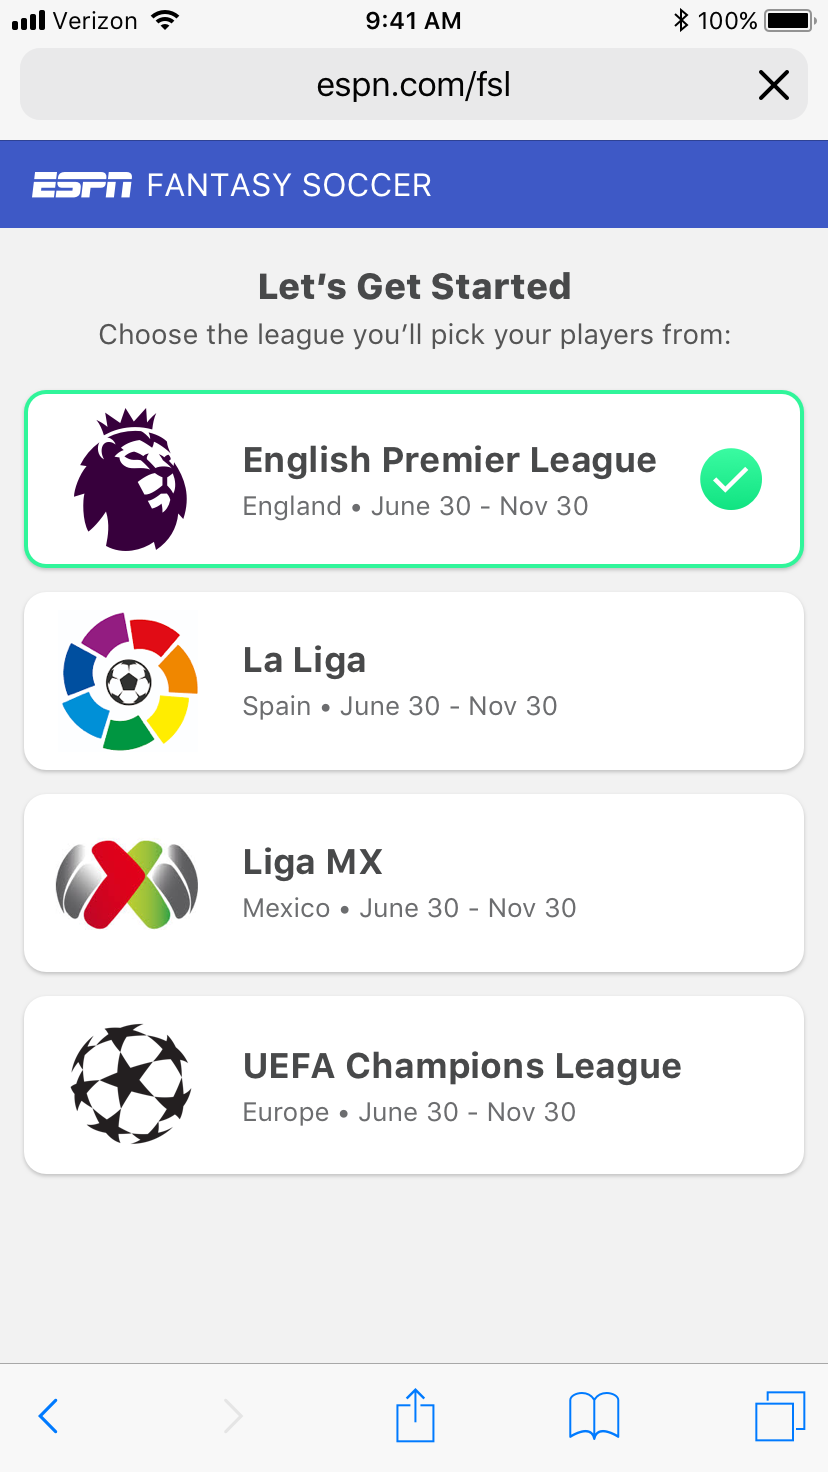 Verizon 9:41 AM 100%
espn.com/fsl
ESPN FANTASY SOCCER
Let’s Get Started
Choose the league you’ll pick your players from:
English Premier League
England • June 30 - Nov 30
La Liga
Spain • June 30 - Nov 30
Liga MX
Mexico • June 30 - Nov 30
UEFA Champions League
Europe • June 30 - Nov 30